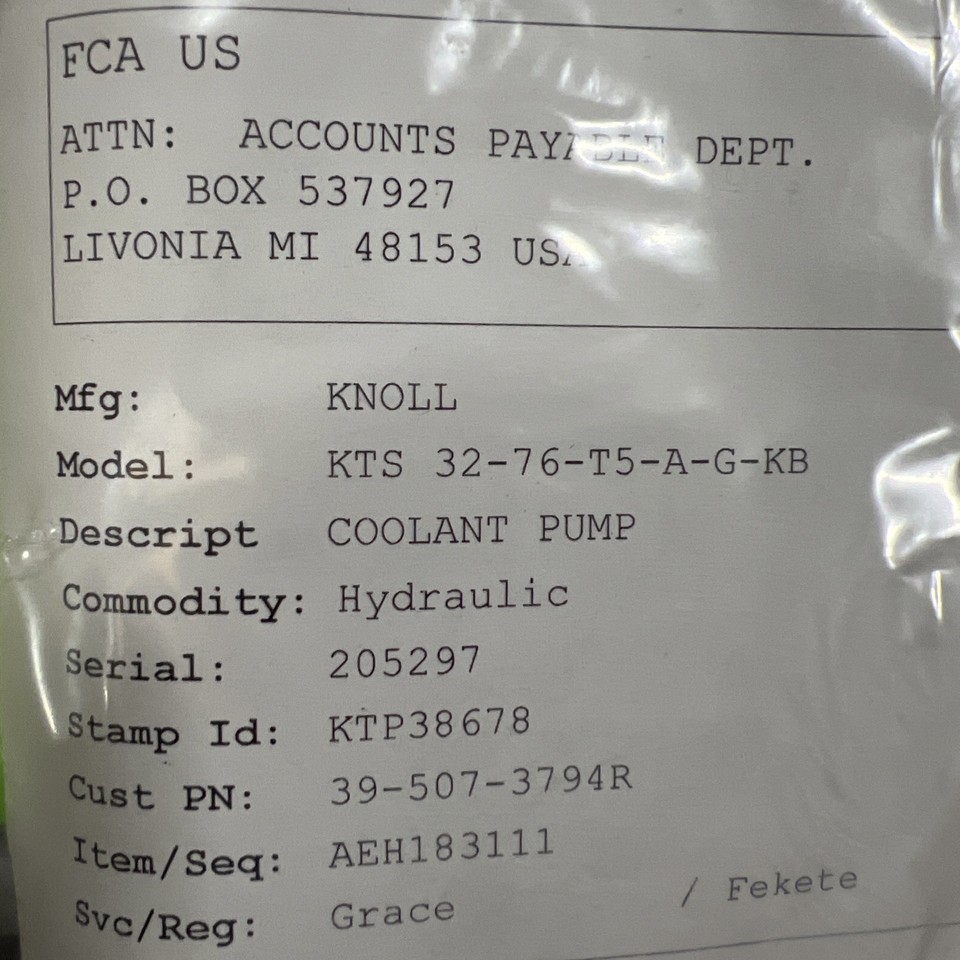 FCA US
ATTN: ACCOUNTS PAYABLE DEPT.
P.O. BOX 537927
LIVONIA MI 48153 USA
Mfg: KNOLL
Model: KTS 32-76-T5-A-G-KB
Descript COOLANT PUMP
Commodity: Hydraulic
Serial: 205297
Stamp Id: KTP38678
Cust PN: 39-507-3794R
Item/Seq: AEH183111
Svc/Reg: Grace / Fekete